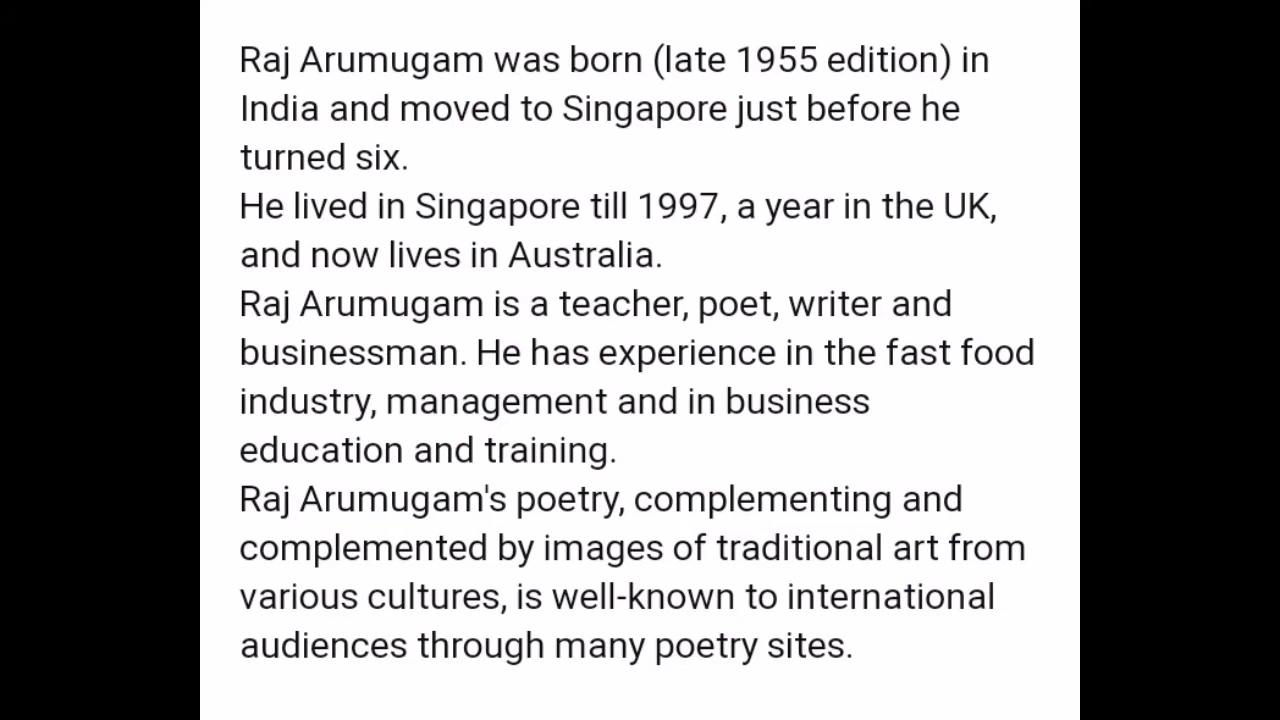 Raj Arumugam was born (late 1955 edition) in
India and moved to Singapore just before he
turned six.
He lived in Singapore till 1997, a year in the UK,
and now lives in Australia.
Raj Arumugam is a teacher, poet, writer and
businessman. He has experience in the fast food
industry, management and in business
education and training.
Raj Arumugam's poetry, complementing and
complemented by images of traditional art from
various cultures, is well-known to international
audiences through many poetry sites.